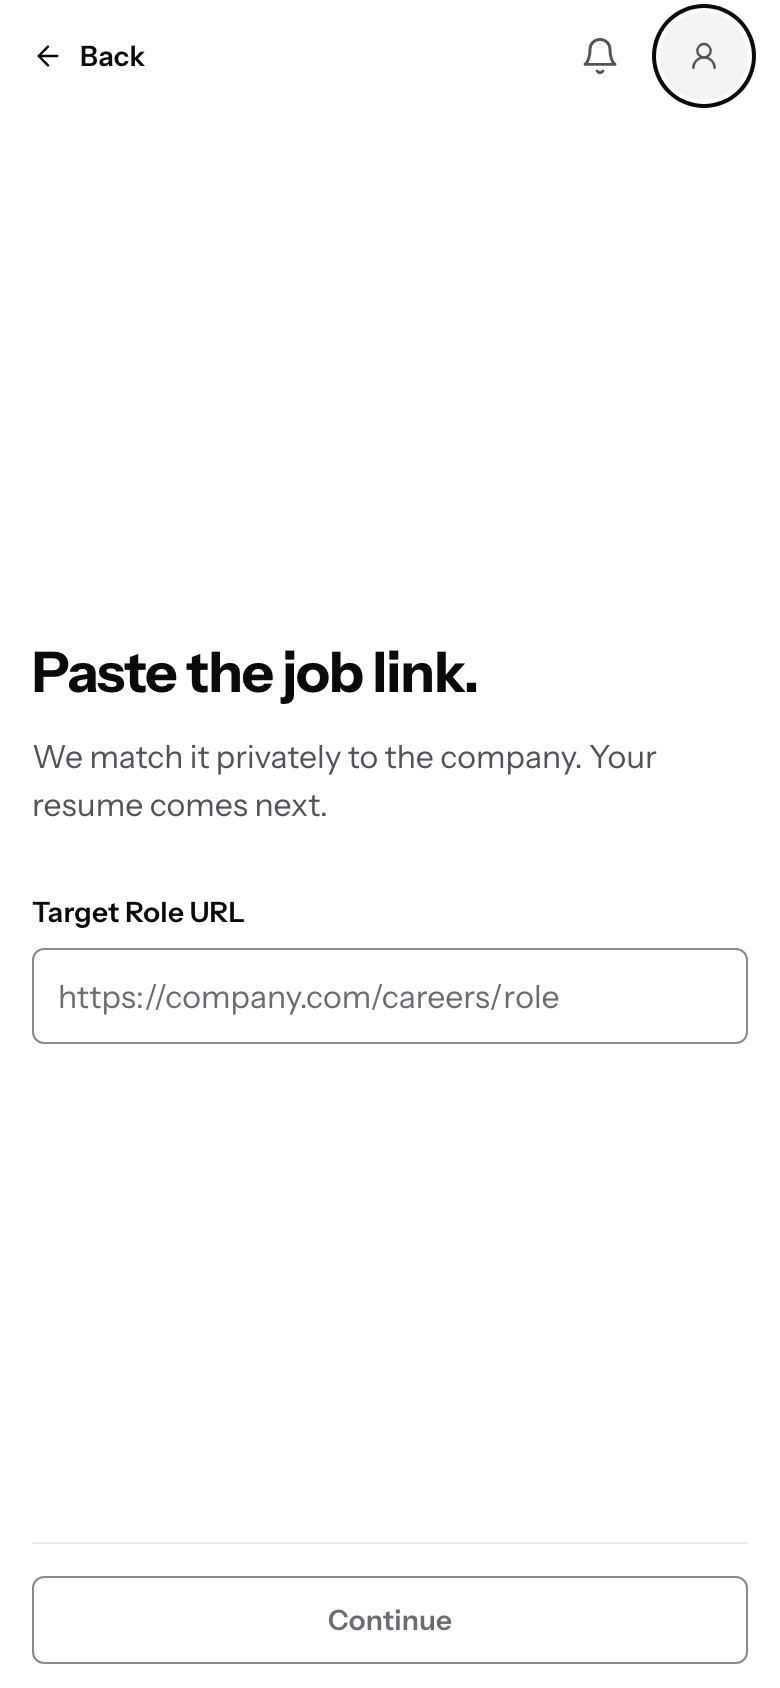 Back
Paste the job link.
We match it privately to the company. Your
resume comes next.
Target Role URL
https://company.com/careers/role
Continue